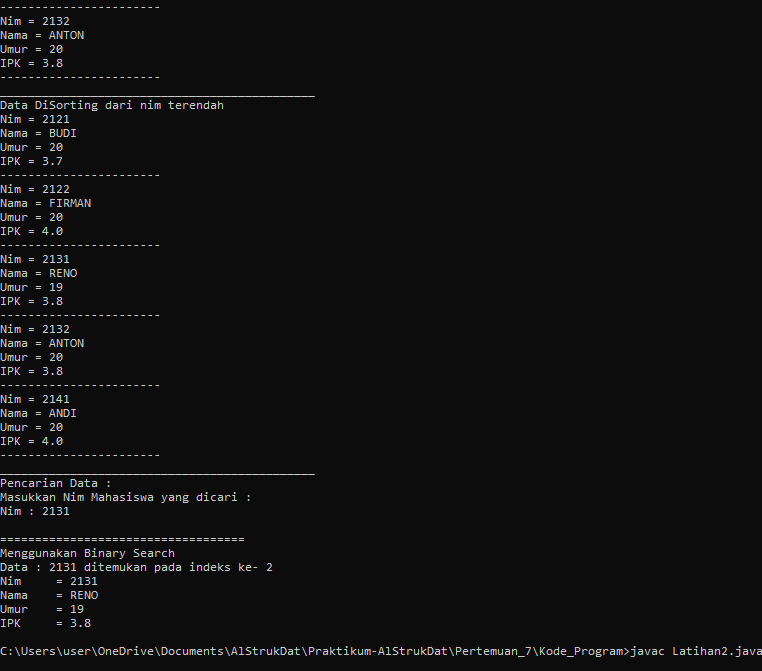 -----------------------
Nim = 2132
Nama = ANTON
Umur = 20
IPK = 3.8
-----------------------
_____________________________________________
Data DiSorting dari nim terendah
Nim = 2121
Nama = BUDI
Umur = 20
IPK = 3.7
-----------------------
Nim = 2122
Nama = FIRMAN
Umur = 20
IPK = 4.0
-----------------------
Nim = 2131
Nama = RENO
Umur = 19
IPK = 3.8
-----------------------
Nim = 2132
Nama = ANTON
Umur = 20
IPK = 3.8
-----------------------
Nim = 2141
Nama = ANDI
Umur = 20
IPK = 4.0
-----------------------
_____________________________________________
Pencarian Data :
Masukkan Nim Mahasiswa yang dicari :
Nim : 2131

===================================
Menggunakan Binary Search
Data : 2131 ditemukan pada indeks ke- 2
Nim     = 2131
Nama    = RENO
Umur    = 19
IPK     = 3.8

C:\Users\user\OneDrive\Documents\AlStrukDat\Praktikum-AlStrukDat\Pertemuan_7\Kode_Program>javac Latihan2.java